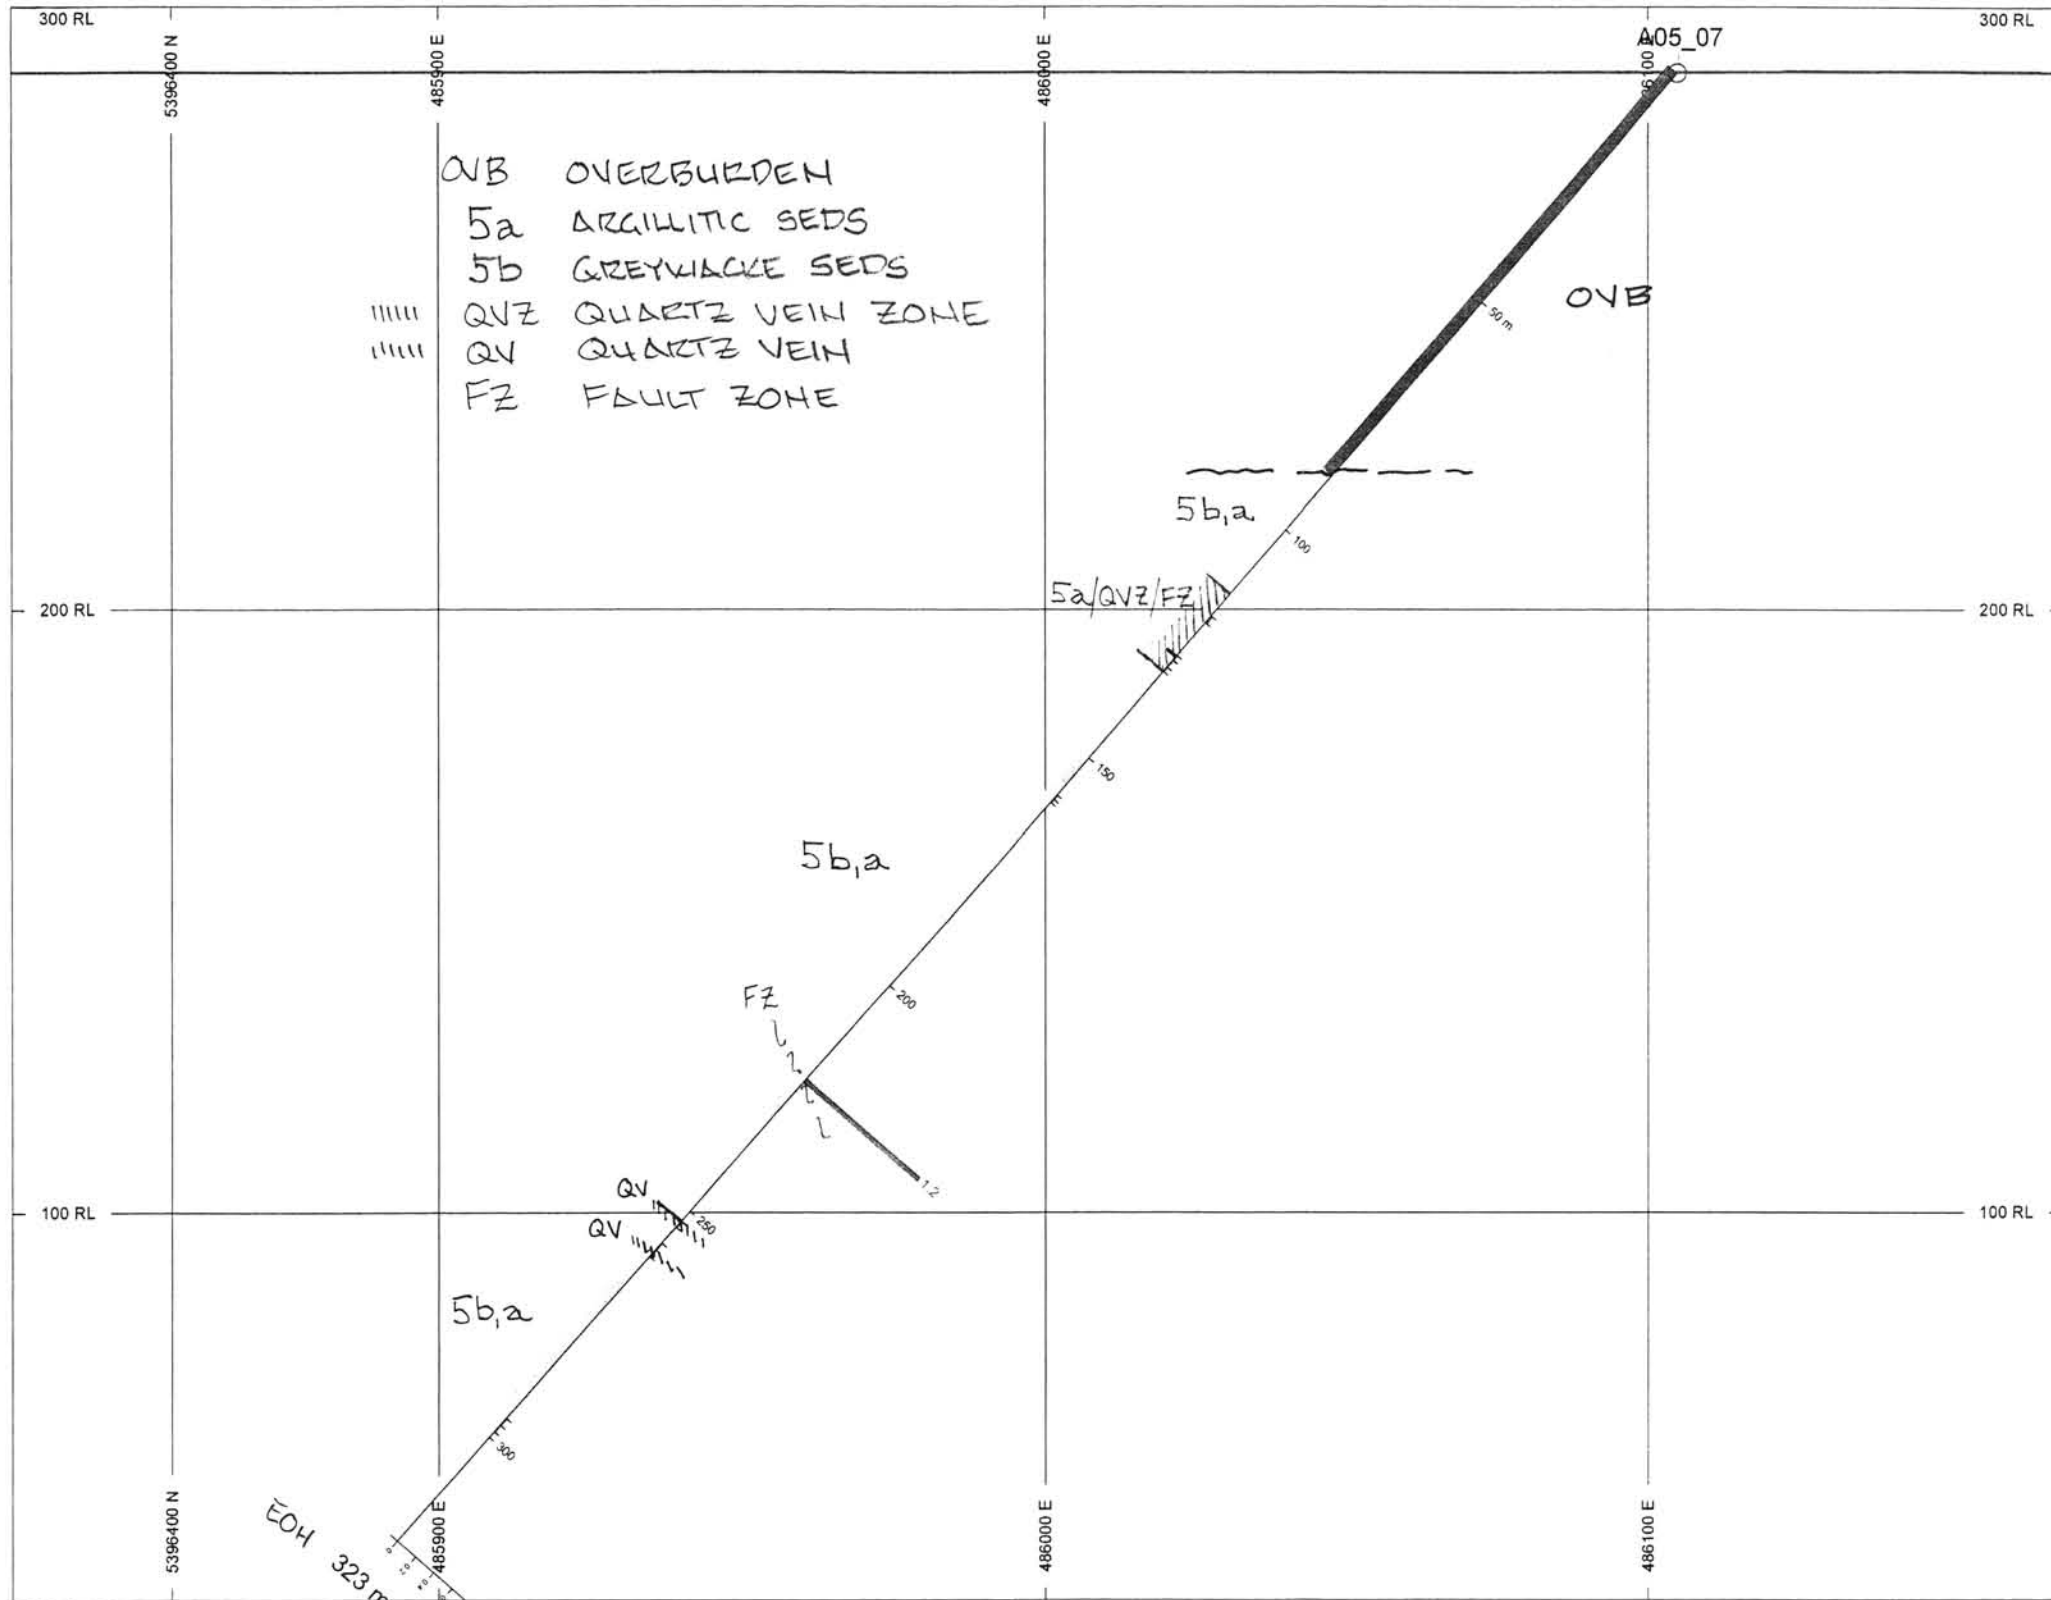 300 RL
300 RL
5396400 N
485900 E
486000 E
A05_07
OVB OVERBURDEN
5a ARGILLITIC SEDS
5b GREYWACKE SEDS
QVZ QUARTZ VEIN ZONE
QV QUARTZ VEIN
FZ FAULT ZONE
50 m
OVB
5b,a
100
5a/QVZ/FZ
200 RL
200 RL
150
5b,a
200
FZ
1.2
QV
100 RL
250
100 RL
QV
5b,a
300
5396400 N
485900 E
486000 E
486100 E
EOH 323 m